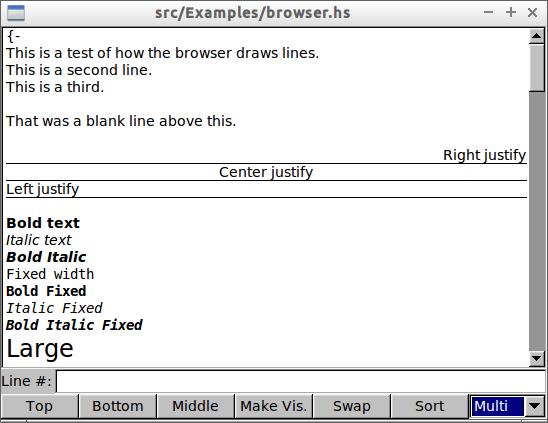 src/Examples/browser.hs
{-
This is a test of how the browser draws lines.
This is a second line.
This is a third.
That was a blank line above this.
Right justify
Center justify
Left justify
Bold text
Italic text
Bold Italic
Fixed width
Bold Fixed
Italic Fixed
Bold Italic Fixed
Large
Line #:
Top Bottom Middle Make Vis. Swap Sort Multi